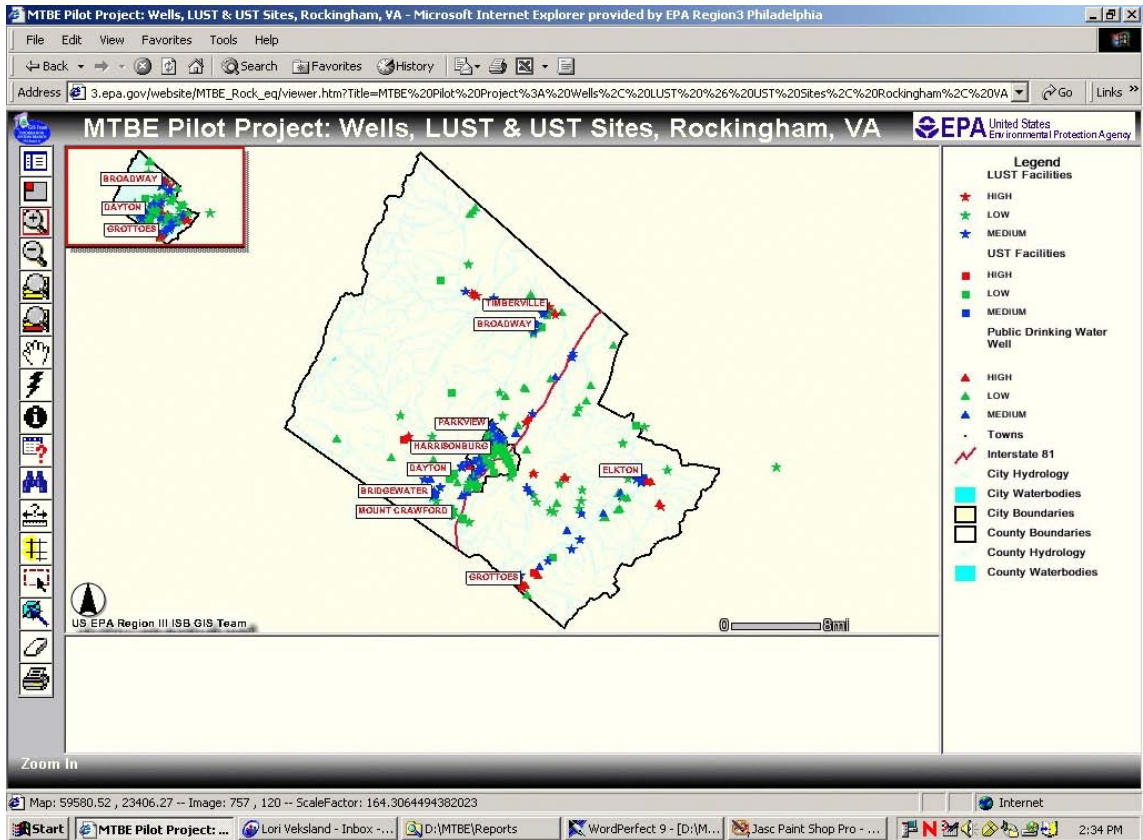 MTBE Pilot Project: Wells, LUST & UST Sites, Rockingham, VA - Microsoft Internet Explorer provided by EPA Region3 Philadelphia
File Edit View Favorites Tools Help
Back Search Favorites History
Address 3.epa.gov/website/MTBE_Rock_eq/viewer.htm?Title=MTBE%20Pilot%20Project%3A%20Wells%2C%20LUST%20%26%20UST%20Sites%2C%20Rockingham%2C%20VA Go Links »
MTBE Pilot Project: Wells, LUST & UST Sites, Rockingham, VA
EPA United States
Environmental Protection Agency
BROADWAY
DAYTON
GROTTOES
TIMBERVILLE
BROADWAY
PARKVIEW
HARRISONBURG
DAYTON
ELKTON
BRIDGEWATER
MOUNT CRAWFORD
GROTTOES
US EPA Region III ISB GIS Team
0 8mi
Legend
LUST Facilities
HIGH
LOW
MEDIUM
UST Facilities
HIGH
LOW
MEDIUM
Public Drinking Water
Well
HIGH
LOW
MEDIUM
Towns
Interstate 81
City Hydrology
City Waterbodies
City Boundaries
County Boundaries
County Hydrology
County Waterbodies
Zoom In
Map: 59580.52 , 23406.27 -- Image: 757 , 120 -- ScaleFactor: 164.3064494382023
Internet
Start MTBE Pilot Project: ... Lori Veksland - Inbox -... D:\MTBE\Reports WordPerfect 9 - [D:\M... Jasc Paint Shop Pro - ... 2:34 PM